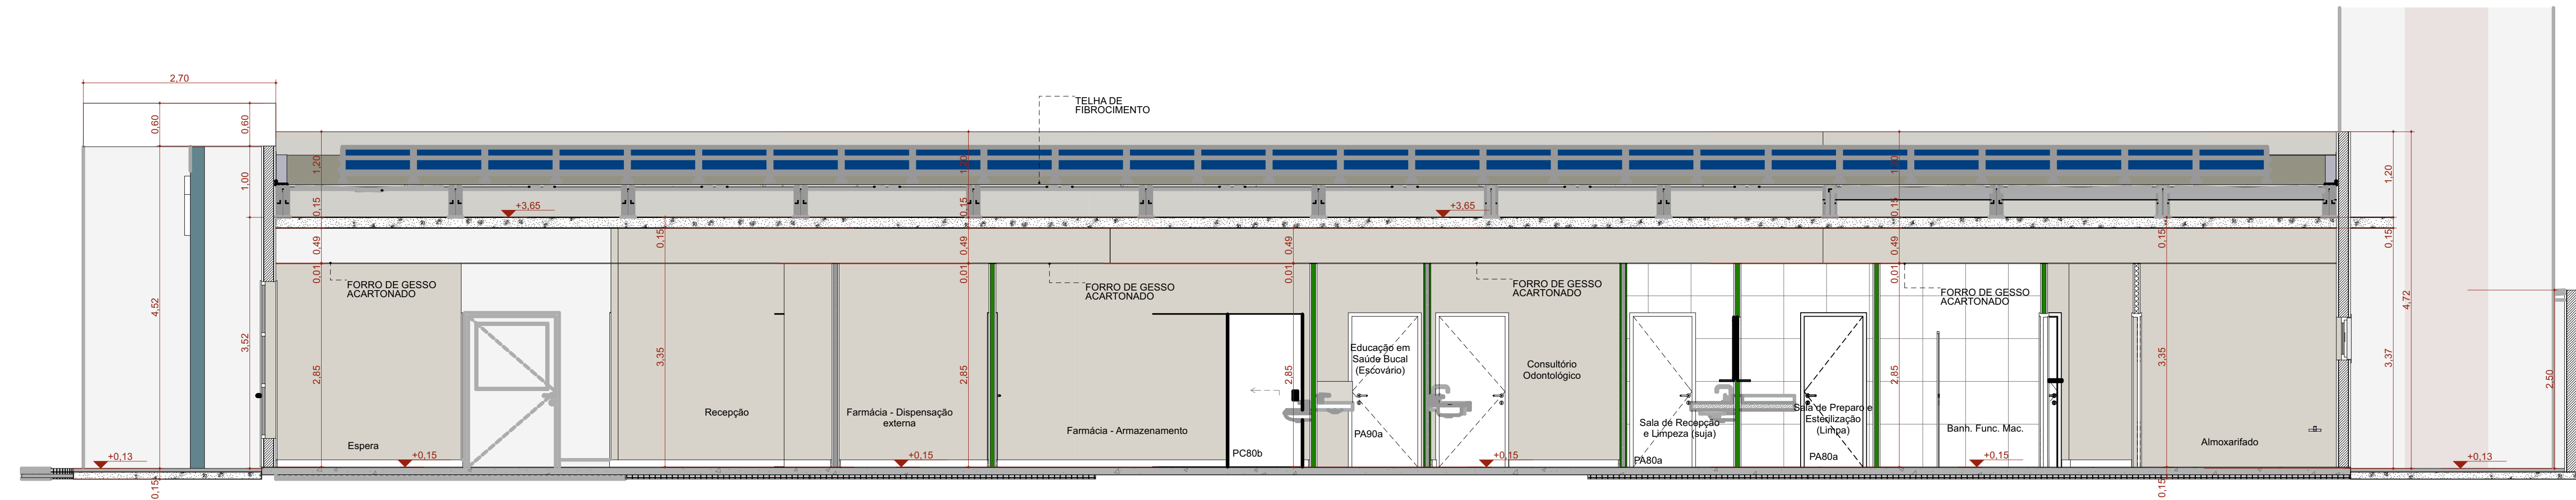 2,70
TELHA DE
FIBROCIMENTO
0,60
0,60
1,20
1,20
1,20
1,20
1,00
0,15
0,15
0,15
+3,65
+3,65
0,15
0,15
0,15
0,49
0,49
0,49
0,49
0,01
0,01
0,01
0,01
FORRO DE GESSO
ACARTONADO
FORRO DE GESSO
ACARTONADO
FORRO DE GESSO
ACARTONADO
FORRO DE GESSO
ACARTONADO
4,52
3,52
2,85
3,35
2,85
2,85
2,85
3,35
3,37
4,72
2,50
Educação em
Saúde Bucal
(Escovário)
Consultório
Odontológico
Espera
Recepção
Farmácia - Dispensação
externa
Farmácia - Armazenamento
PC80b
PA90a
Sala de Recepção
e Limpeza (suja)
PA80a
Sala de Preparo e
Esterilização
(Limpa)
PA80a
Banh. Func. Mac.
Almoxarifado
+0,13
+0,15
+0,15
+0,15
+0,15
+0,13
0,15
0,15